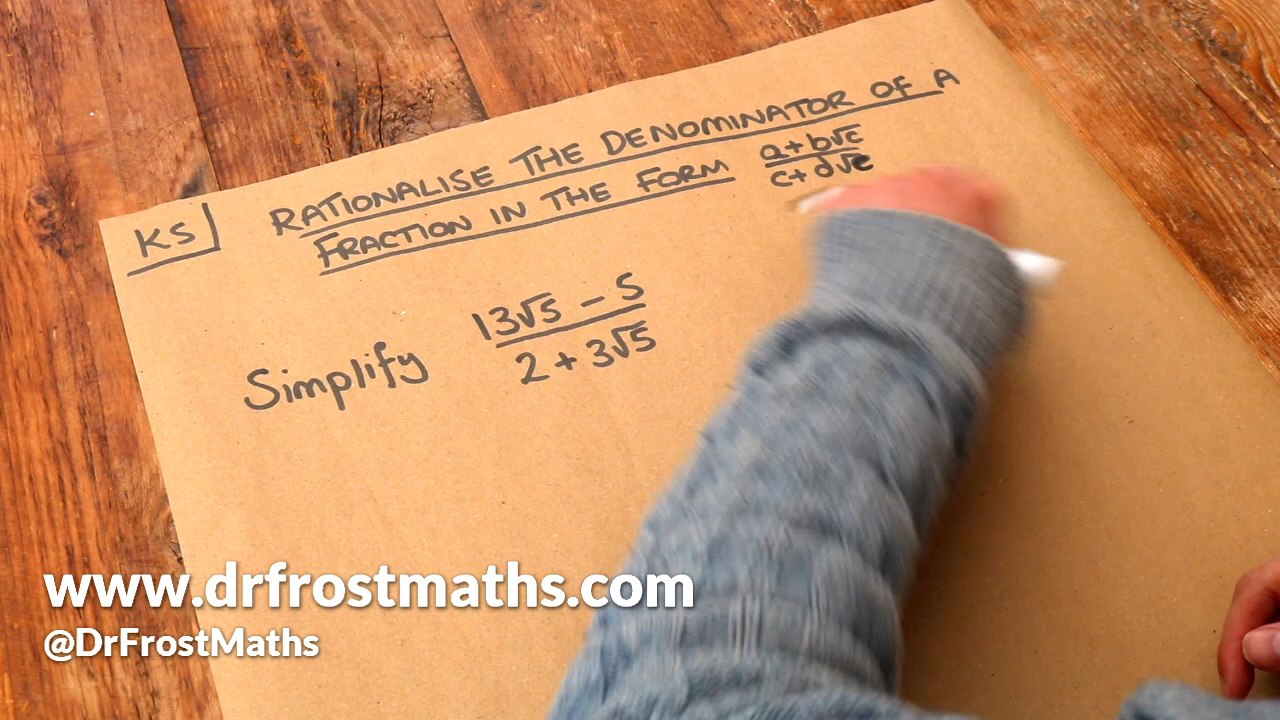 KS
RATIONALISE THE DENOMINATOR OF A
FRACTION IN THE FORM (a+b√c)/(c+d√e)
Simplify (13√5 - 5)/(2 + 3√5)
www.drfrostmaths.com
@DrFrostMaths